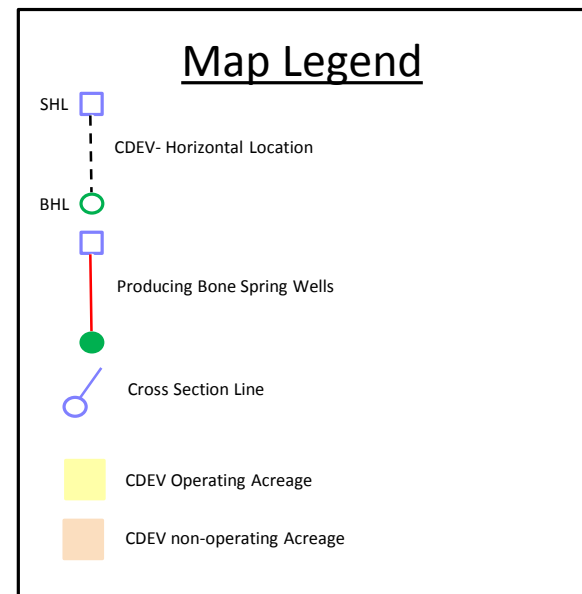 Map Legend
SHL
CDEV- Horizontal Location
BHL
Producing Bone Spring Wells
Cross Section Line
CDEV Operating Acreage
CDEV non-operating Acreage